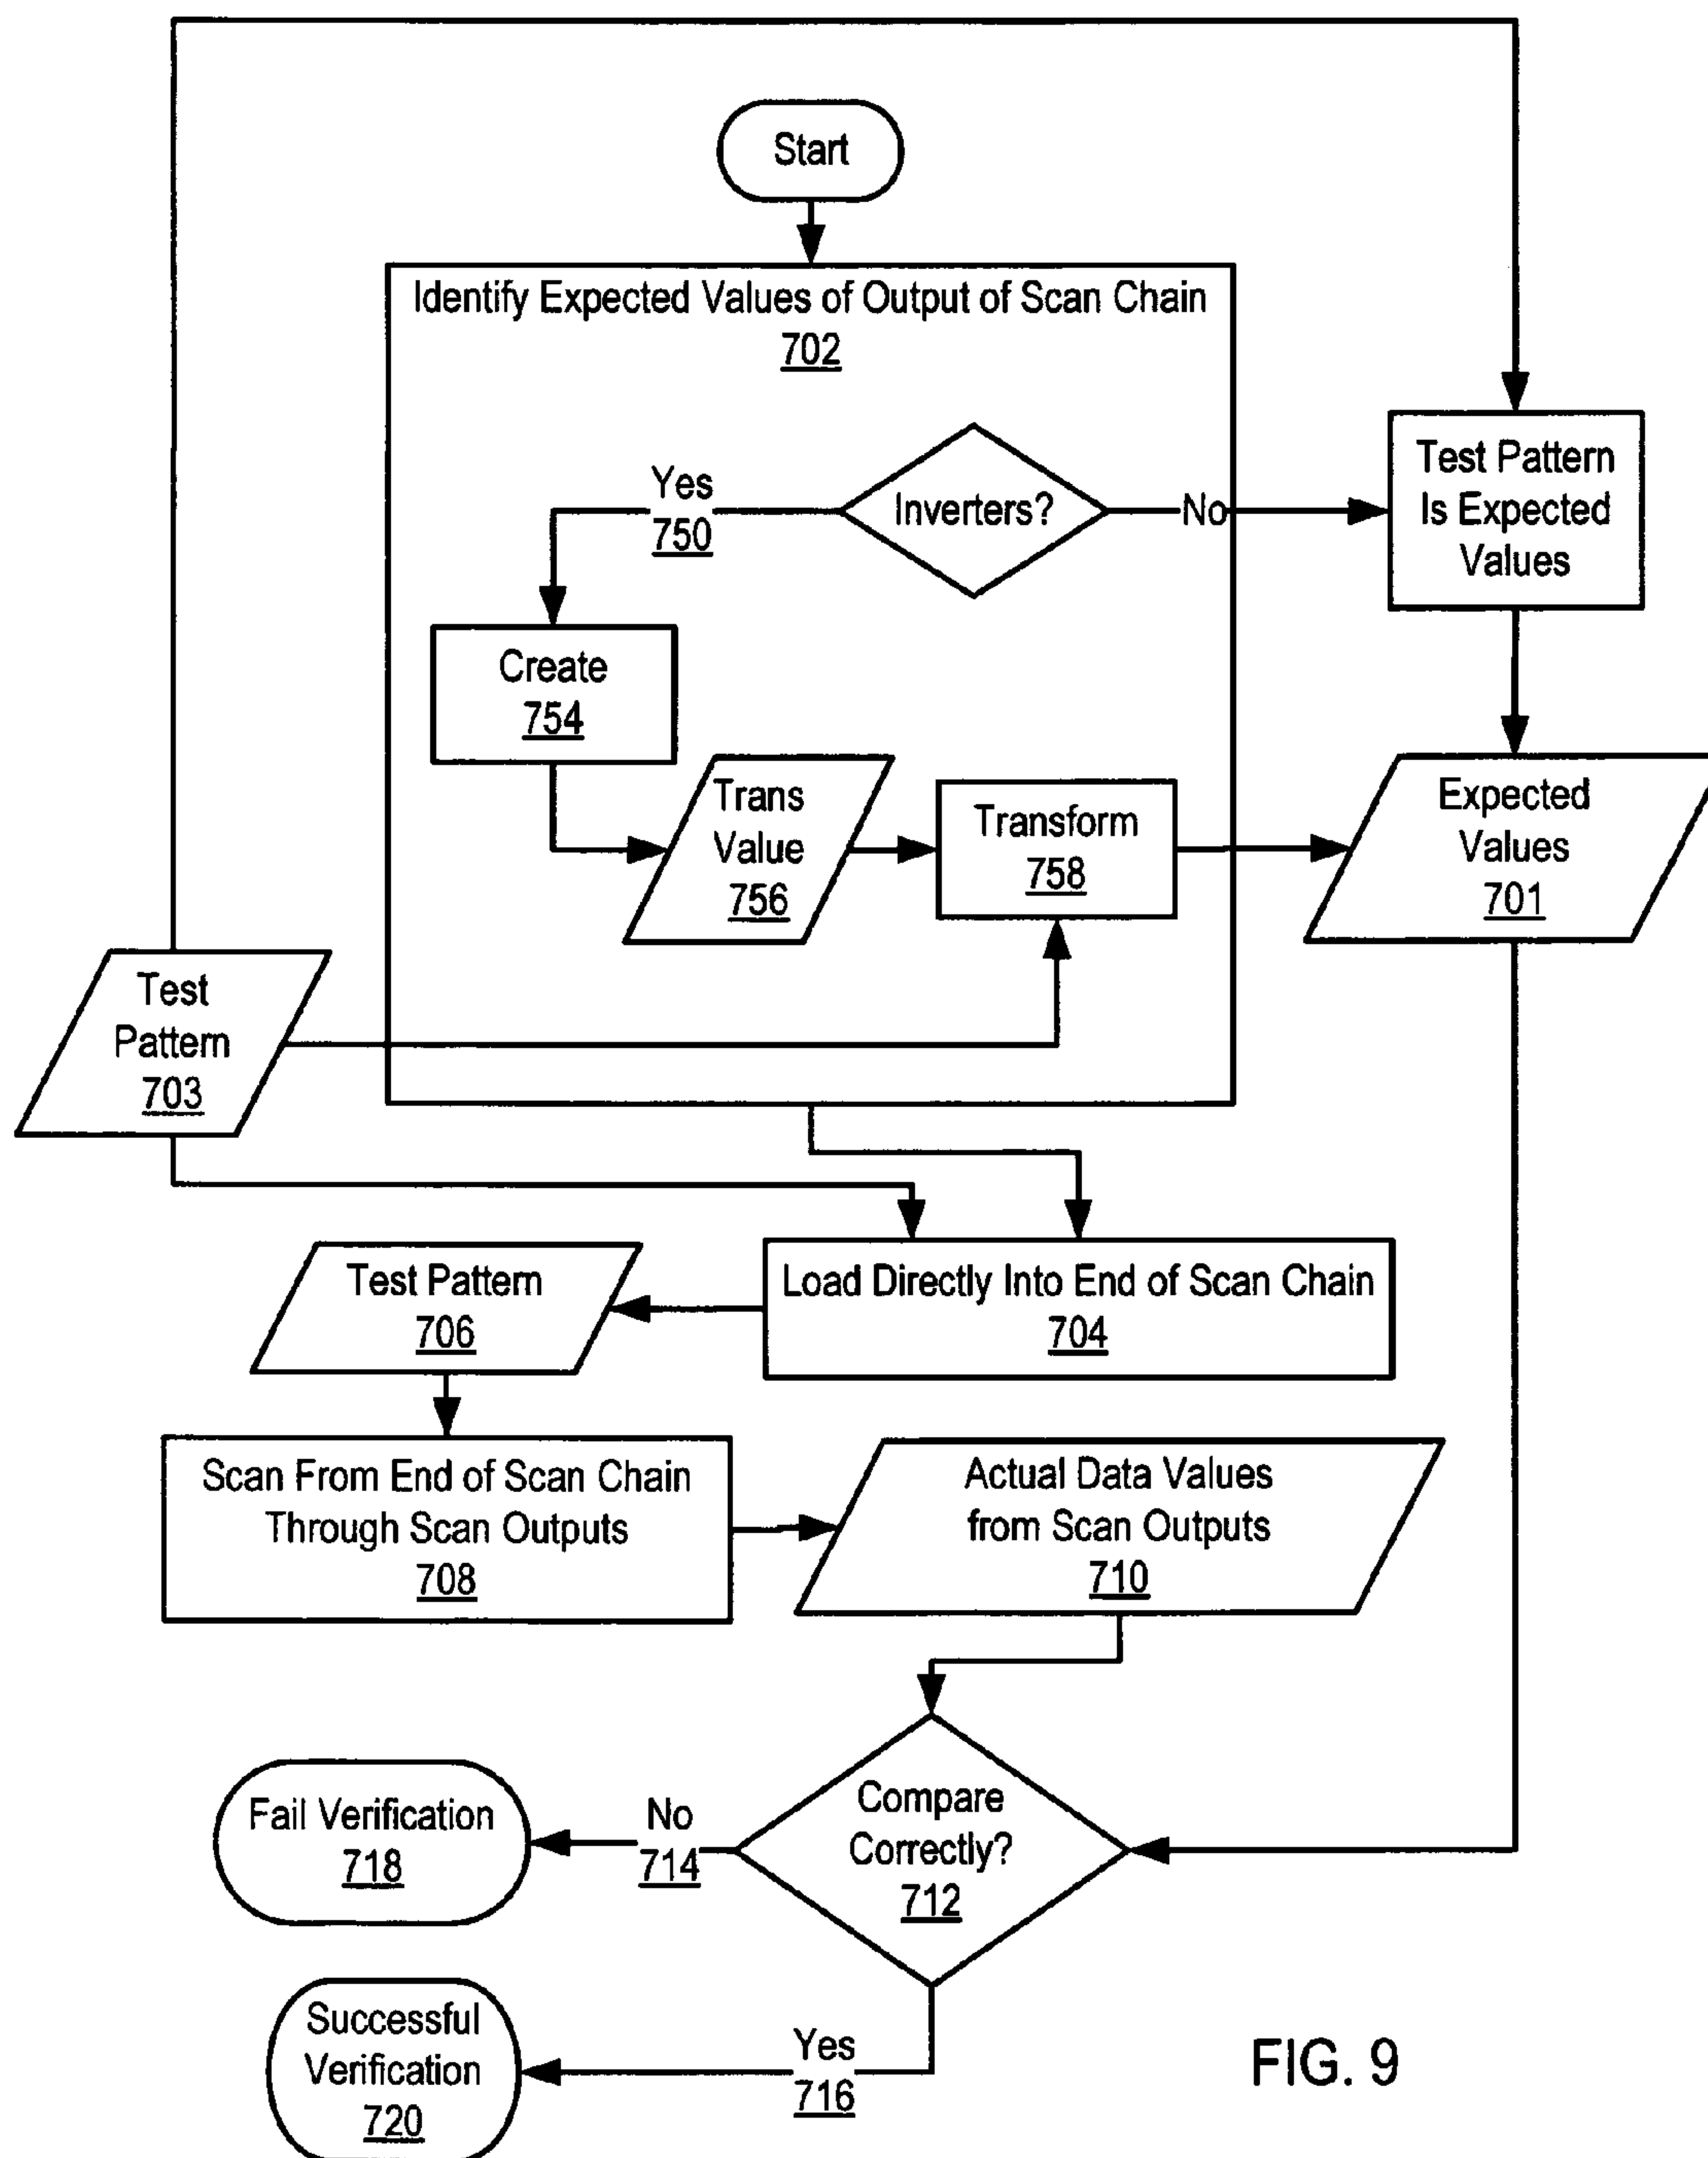 Start
Identify Expected Values of Output of Scan Chain
702
Yes
750
Inverters?
No
Test Pattern
Is Expected
Values
Create
754
Trans
Value
756
Transform
758
Expected
Values
701
Test
Pattern
703
Test Pattern
706
Load Directly Into End of Scan Chain
704
Scan From End of Scan Chain
Through Scan Outputs
708
Actual Data Values
from Scan Outputs
710
Fail Verification
718
No
714
Compare
Correctly?
712
Successful
Verification
720
Yes
716
FIG. 9